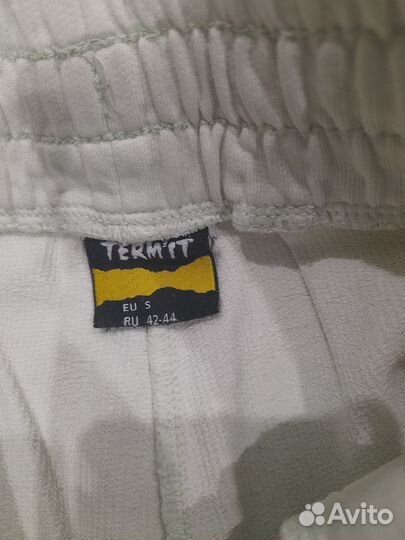 TERMIT
EU S
RU 42-44
Avito